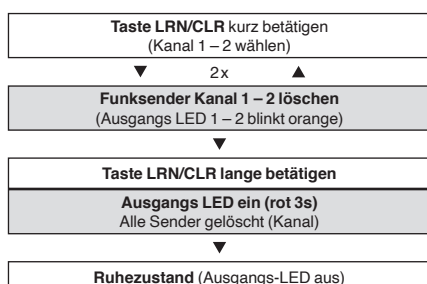 Taste LRN/CLR kurz betätigen
(Kanal 1 – 2 wählen)
▼ 2x ▲
Funksender Kanal 1 – 2 löschen
(Ausgangs LED 1 – 2 blinkt orange)
▼
Taste LRN/CLR lange betätigen
Ausgangs LED ein (rot 3s)
Alle Sender gelöscht (Kanal)
▼
Ruhezustand (Ausgangs-LED aus)